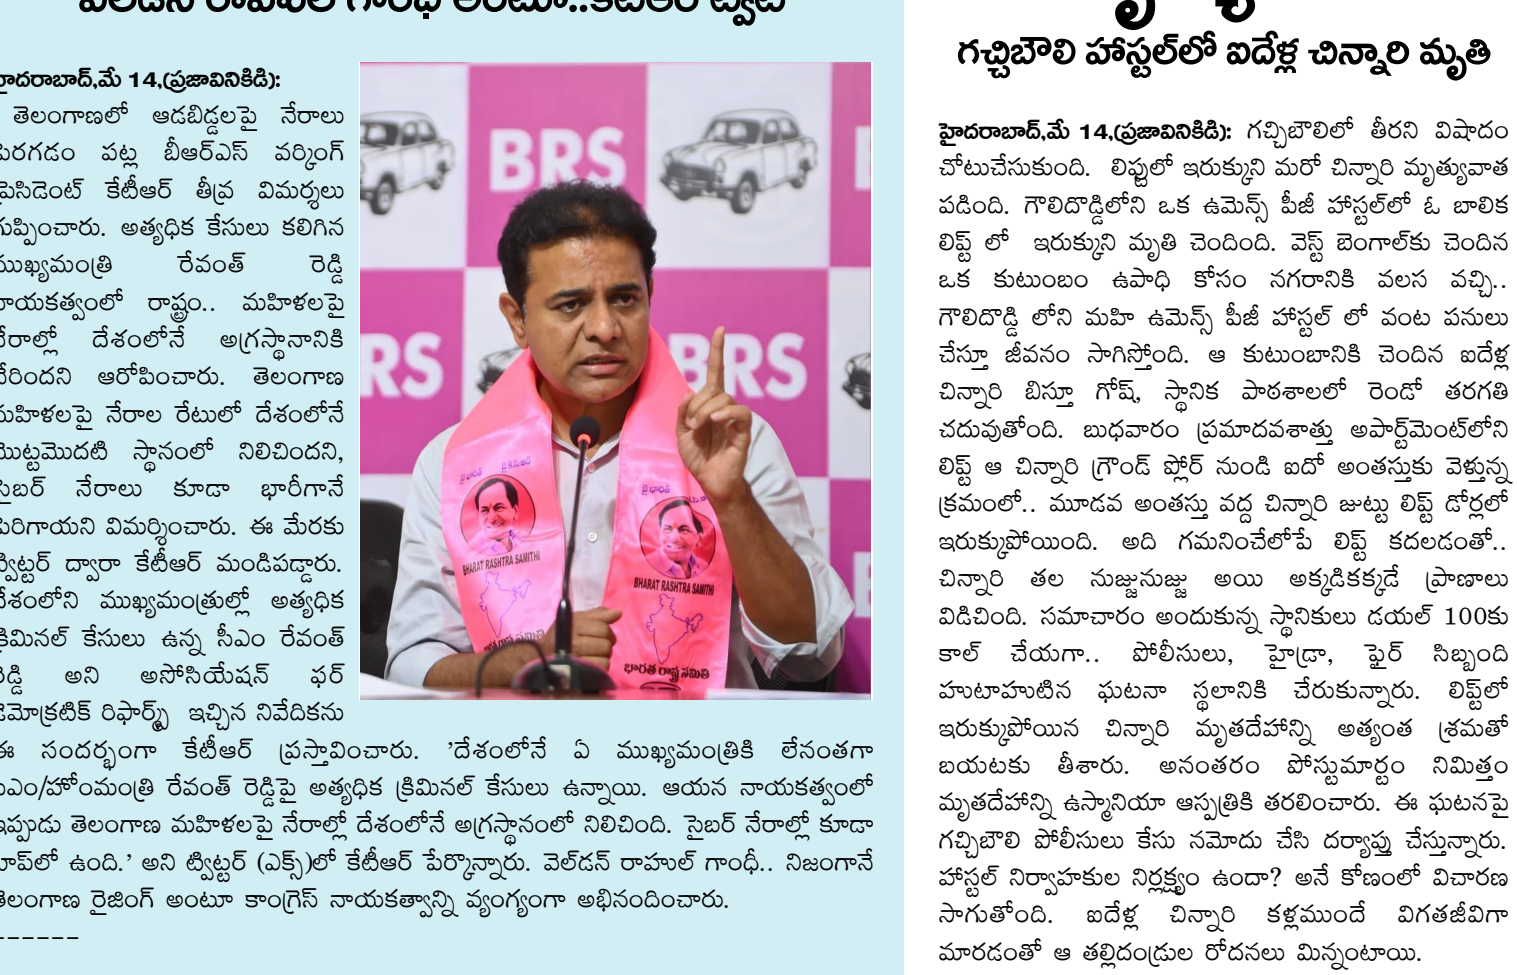 వెల్‌డన్ రాహుల్ గాంధీ అంటూ..కేటీఆర్ ట్వీట్
హైదరాబాద్,మే 14,(ప్రజావినికిడి):
తెలంగాణలో ఆడబిడ్డలపై నేరాలు
పెరగడం పట్ల బీఆర్ఎస్ వర్కింగ్
ప్రెసిడెంట్ కేటీఆర్ తీవ్ర విమర్శలు
గుప్పించారు. అత్యధిక కేసులు కలిగిన
ముఖ్యమంత్రి రేవంత్ రెడ్డి
నాయకత్వంలో రాష్ట్రం.. మహిళలపై
నేరాల్లో దేశంలోనే అగ్రస్థానానికి
చేరిందని ఆరోపించారు. తెలంగాణ
మహిళలపై నేరాల రేటులో దేశంలోనే
మొట్టమొదటి స్థానంలో నిలిచిందని,
సైబర్ నేరాలు కూడా భారీగానే
పెరిగాయని విమర్శించారు. ఈ మేరకు
ట్విట్టర్ ద్వారా కేటీఆర్ మండిపడ్డారు.
దేశంలోని ముఖ్యమంత్రుల్లో అత్యధిక
క్రిమినల్ కేసులు ఉన్న సీఎం రేవంత్
రెడ్డి అని అసోసియేషన్ ఫర్
డెమోక్రటిక్ రిఫార్మ్స్ ఇచ్చిన నివేదికను
ఈ సందర్భంగా కేటీఆర్ ప్రస్తావించారు. ’దేశంలోనే ఏ ముఖ్యమంత్రికి లేనంతగా
సీఎం/హోంమంత్రి రేవంత్ రెడ్డిపై అత్యధిక క్రిమినల్ కేసులు ఉన్నాయి. ఆయన నాయకత్వంలో
ఇప్పుడు తెలంగాణ మహిళలపై నేరాల్లో దేశంలోనే అగ్రస్థానంలో నిలిచింది. సైబర్ నేరాల్లో కూడా
టాప్‌లో ఉంది.’ అని ట్విట్టర్ (ఎక్స్)లో కేటీఆర్ పేర్కొన్నారు. వెల్‌డన్ రాహుల్ గాంధీ.. నిజంగానే
తెలంగాణ రైజింగ్ అంటూ కాంగ్రెస్ నాయకత్వాన్ని వ్యంగ్యంగా అభినందించారు.
------
BRS
BRS
BRS
BHARAT RASHTRA SAMITHI
BHARAT RASHTRA SAMITHI
భారత రాష్ట్ర సమితి
గచ్చిబౌలి హాస్టల్‌లో ఐదేళ్ల చిన్నారి మృతి
హైదరాబాద్,మే 14,(ప్రజావినికిడి): గచ్చిబౌలిలో తీరని విషాదం
చోటుచేసుకుంది. లిఫ్టులో ఇరుక్కుని మరో చిన్నారి మృత్యువాత
పడింది. గౌలిదొడ్డిలోని ఒక ఉమెన్స్ పీజీ హాస్టల్‌లో ఓ బాలిక
లిఫ్ట్ లో ఇరుక్కుని మృతి చెందింది. వెస్ట్ బెంగాల్‌కు చెందిన
ఒక కుటుంబం ఉపాధి కోసం నగరానికి వలస వచ్చి..
గౌలిదొడ్డి లోని మహి ఉమెన్స్ పీజీ హాస్టల్ లో వంట పనులు
చేస్తూ జీవనం సాగిస్తోంది. ఆ కుటుంబానికి చెందిన ఐదేళ్ల
చిన్నారి బిస్తూ గోష్, స్థానిక పాఠశాలలో రెండో తరగతి
చదువుతోంది. బుధవారం ప్రమాదవశాత్తు అపార్ట్‌మెంట్‌లోని
లిఫ్ట్ ఆ చిన్నారి గ్రౌండ్ ఫ్లోర్ నుండి ఐదో అంతస్తుకు వెళ్తున్న
క్రమంలో.. మూడవ అంతస్తు వద్ద చిన్నారి జుట్టు లిఫ్ట్ డోర్లలో
ఇరుక్కుపోయింది. అది గమనించేలోపే లిఫ్ట్ కదలడంతో..
చిన్నారి తల నుజ్జునుజ్జు అయి అక్కడికక్కడే ప్రాణాలు
విడిచింది. సమాచారం అందుకున్న స్థానికులు డయల్ 100కు
కాల్ చేయగా.. పోలీసులు, హైడ్రా, ఫైర్ సిబ్బంది
హుటాహుటిన ఘటనా స్థలానికి చేరుకున్నారు. లిఫ్ట్‌లో
ఇరుక్కుపోయిన చిన్నారి మృతదేహాన్ని అత్యంత శ్రమతో
బయటకు తీశారు. అనంతరం పోస్టుమార్టం నిమిత్తం
మృతదేహాన్ని ఉస్మానియా ఆస్పత్రికి తరలించారు. ఈ ఘటనపై
గచ్చిబౌలి పోలీసులు కేసు నమోదు చేసి దర్యాప్తు చేస్తున్నారు.
హాస్టల్ నిర్వాహకుల నిర్లక్ష్యం ఉందా? అనే కోణంలో విచారణ
సాగుతోంది. ఐదేళ్ల చిన్నారి కళ్లముందే విగతజీవిగా
మారడంతో ఆ తల్లిదండ్రుల రోదనలు మిన్నంటాయి.